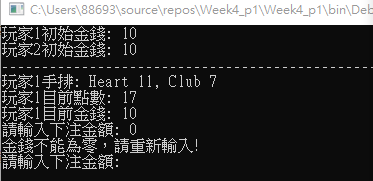 C:\Users\88693\source\repos\Week4_p1\Week4_p1\bin\Deb
玩家1初始金錢: 10
玩家2初始金錢: 10
--------------------------------------------------
玩家1手排: Heart 11, Club 7
玩家1目前點數: 17
玩家1目前金錢: 10
請輸入下注金額: 0
金錢不能為零，請重新輸入!
請輸入下注金額: